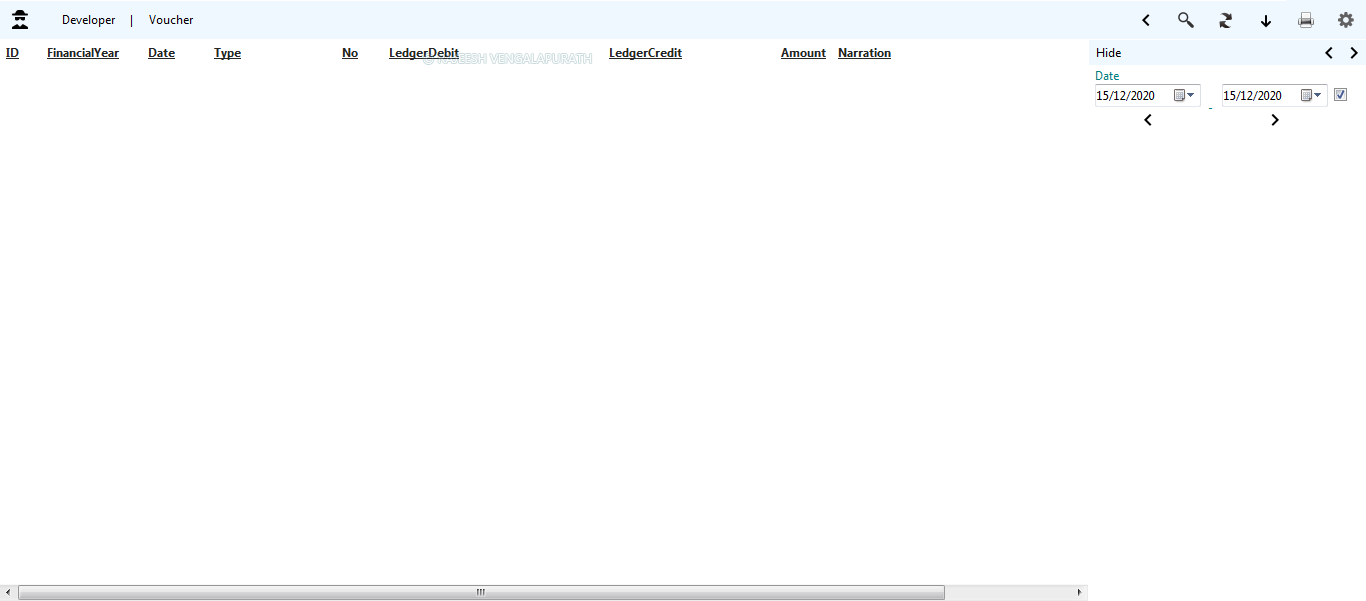 Developer | Voucher
ID FinancialYear Date Type No LedgerDebit LedgerCredit Amount Narration
VENGALAPURATH
Hide
Date
15/12/2020 - 15/12/2020